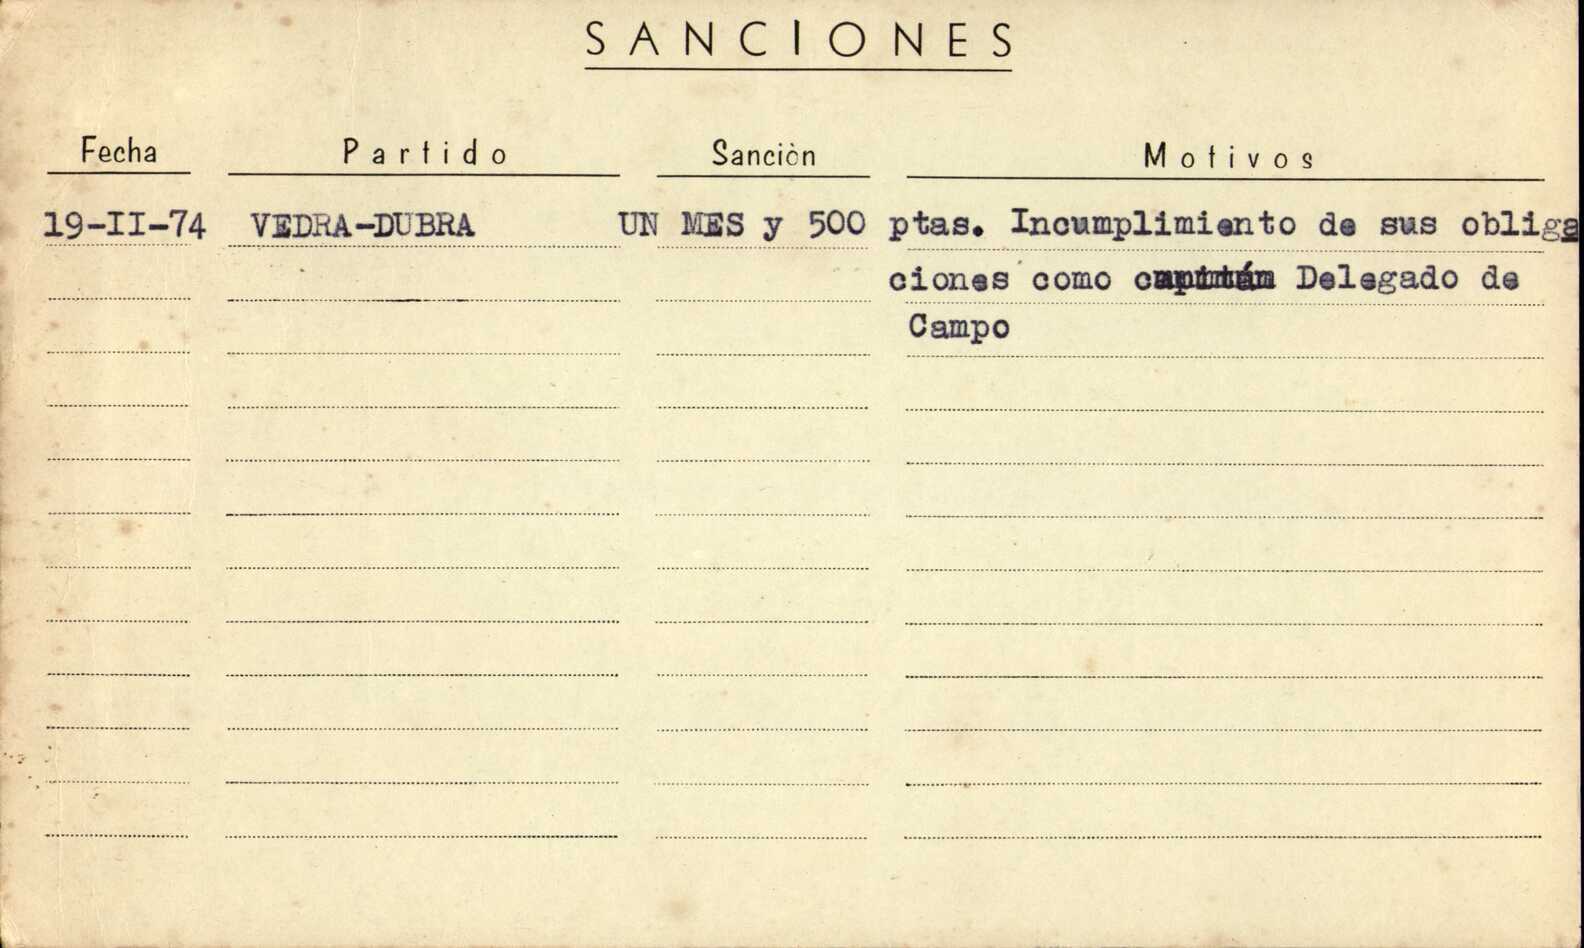 SANCIONES
Fecha Partido Sanciòn Motivos
19-II-74 VEDRA-DUBRA UN MES y 500 ptas. Incumplimiento de sus obliga
ciones como Delegado de
Campo